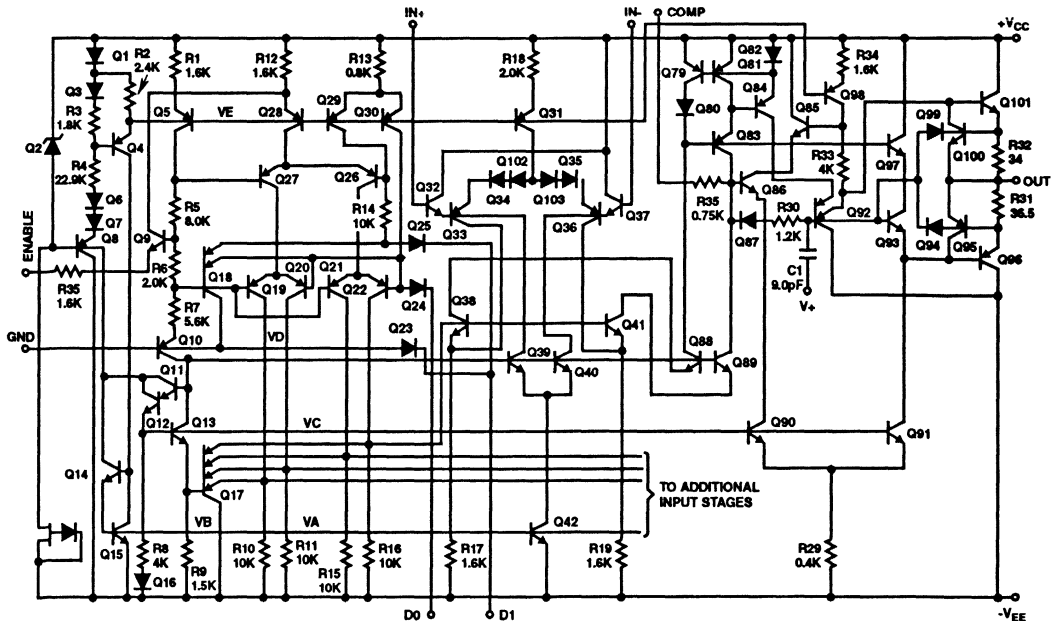 IN+
IN-
COMP
+VCC
Q1
R2
2.4K
R1
1.6K
R12
1.6K
R13
0.8K
R18
2.0K
Q79
Q82
Q81
R34
1.6K
Q3
R3
1.8K
Q2
Q4
Q5
VE
Q28
Q29
Q30
Q31
Q80
Q84
Q85
Q98
Q101
Q99
Q100
R32
34
R4
22.9K
Q6
Q7
Q8
Q27
Q26
Q32
Q102
Q35
Q34
Q103
Q83
R33
4K
Q97
OUT
ENABLE
Q9
R5
8.0K
R14
10K
Q25
Q33
Q36
Q37
R35
0.75K
Q86
Q87
R30
1.2K
Q92
Q93
Q94
Q95
R31
36.5
Q96
R35
1.6K
R6
2.0K
Q18
Q20
Q19
Q21
Q22
Q24
C1
9.0pF
V+
R7
5.6K
Q38
Q41
GND
Q10
VD
Q23
Q39
Q40
Q88
Q89
Q11
Q12
Q13
VC
Q90
Q91
Q14
Q17
TO ADDITIONAL
INPUT STAGES
Q15
VB
VA
Q42
R8
4K
Q16
R9
1.5K
R10
10K
R11
10K
R15
10K
R16
10K
R17
1.6K
R19
1.6K
R29
0.4K
D0
D1
-VEE